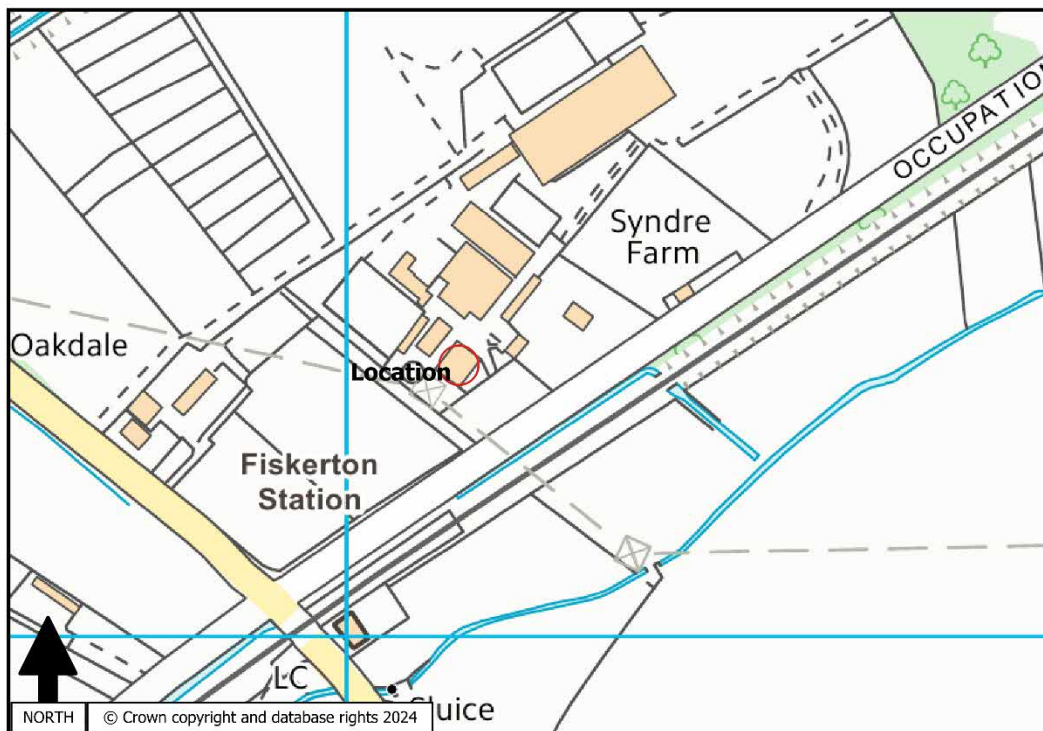 OCCUPATION
Syndre
Farm
Oakdale
Location
Fiskerton
Station
LC
Sluice
NORTH
© Crown copyright and database rights 2024